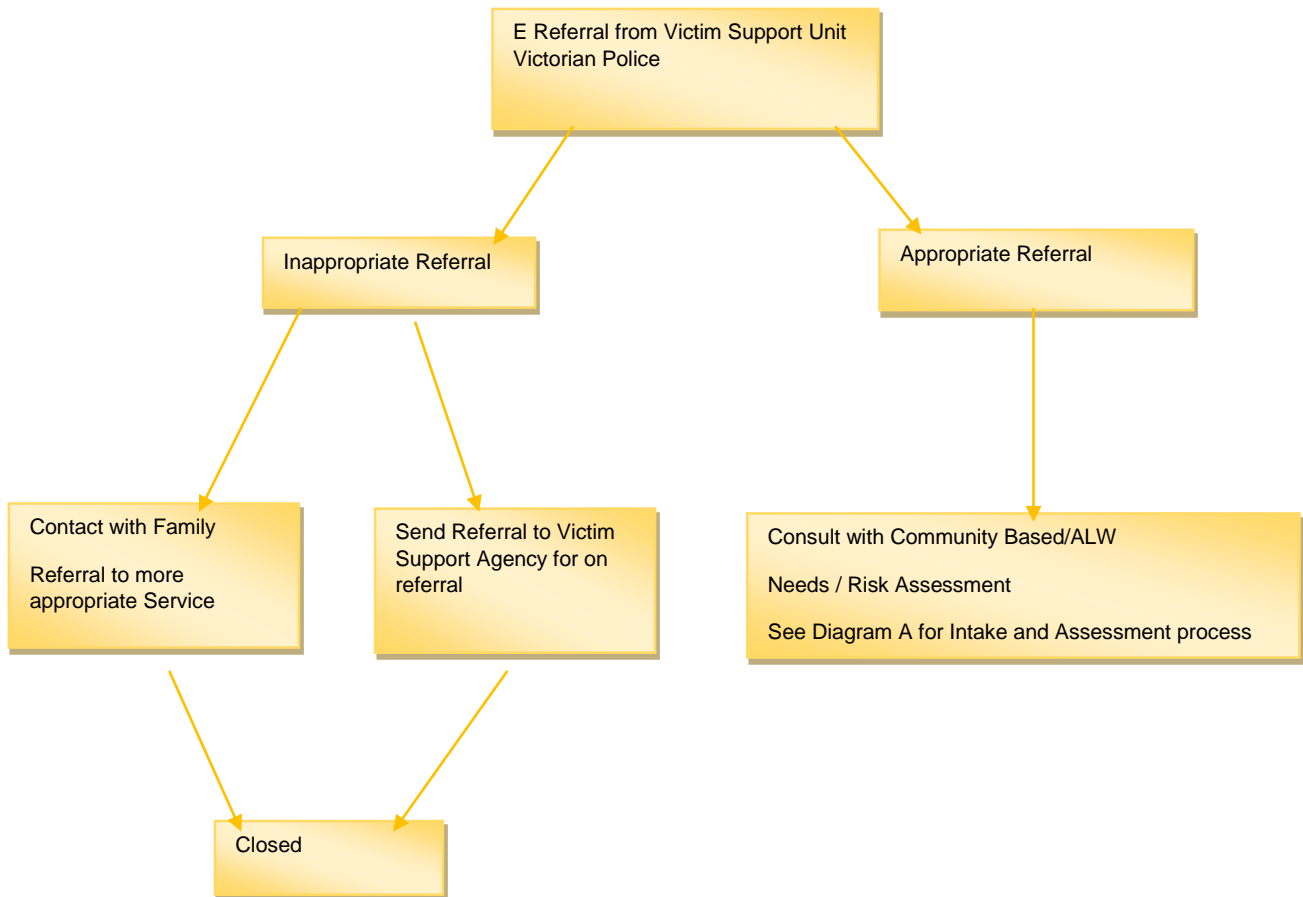 E Referral from Victim Support Unit
Victorian Police
Inappropriate Referral
Appropriate Referral
Contact with Family
Referral to more
appropriate Service
Send Referral to Victim
Support Agency for on
referral
Consult with Community Based/ALW
Needs / Risk Assessment
See Diagram A for Intake and Assessment process
Closed